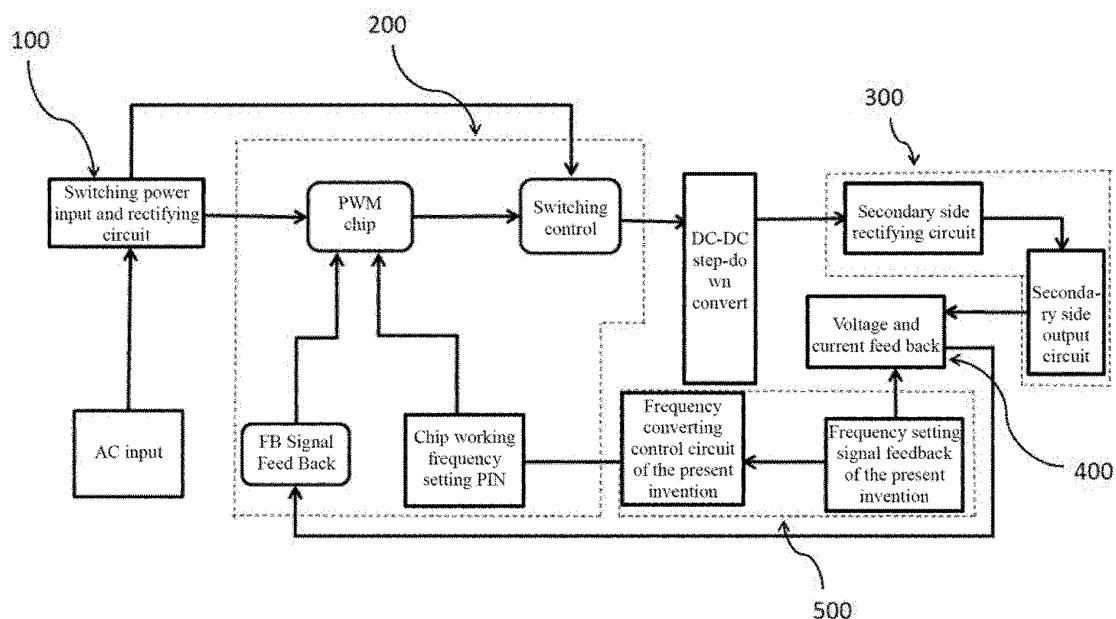 100
200
300
Switching power
input and rectifying
circuit
PWM
chip
Switching
control
DC-DC
step-do
wn
convert
Secondary side
rectifying circuit
Seconda-
ry side
output
circuit
Voltage and
current feed back
AC input
FB Signal
Feed Back
Chip working
frequency
setting PIN
Frequency
converting
control circuit
of the present
invention
Frequency setting
signal feedback
of the present
invention
400
500